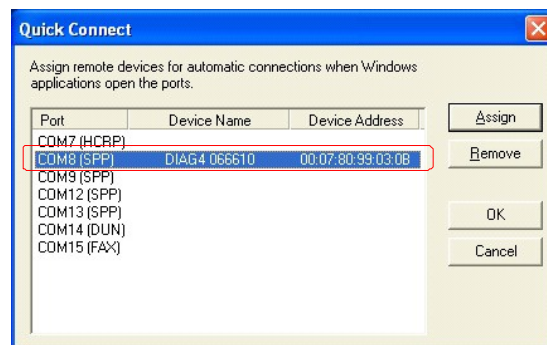 Quick Connect
Assign remote devices for automatic connections when Windows
applications open the ports.
Port Device Name Device Address
COM7 (HCRP)
COM8 (SPP) DIAG4 066610 00:07:80:99:03:0B
COM9 (SPP)
COM12 (SPP)
COM13 (SPP)
COM14 (DUN)
COM15 (FAX)
Assign
Remove
OK
Cancel